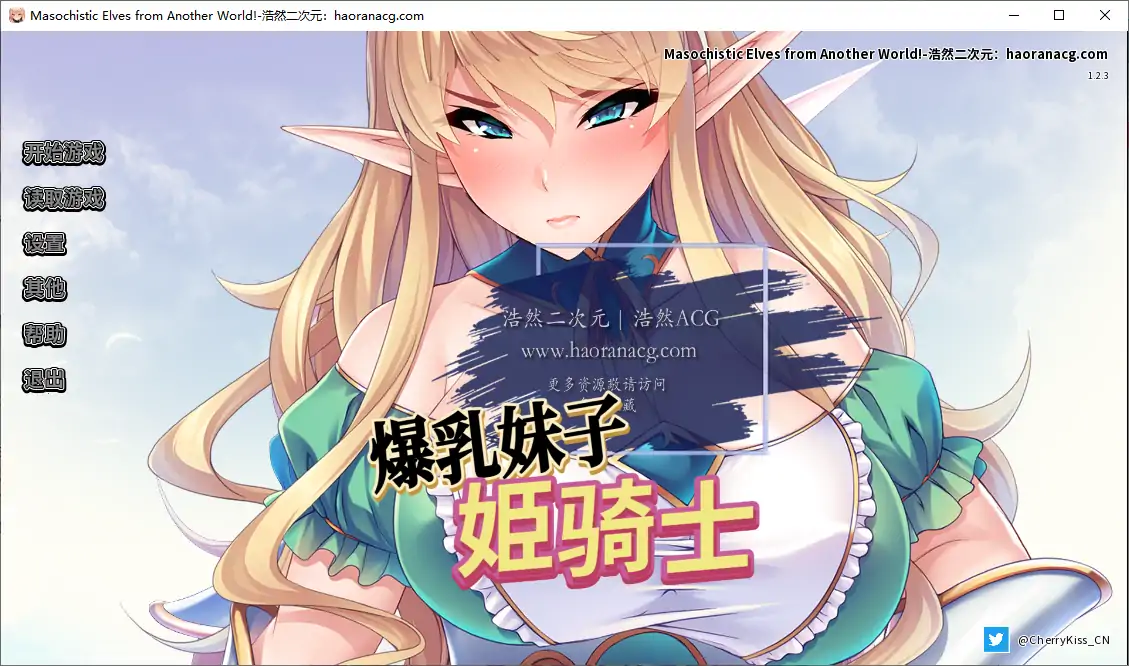 Masochistic Elves from Another World!-浩然二次元：haoranacg.com
Masochistic Elves from Another World!-浩然二次元：haoranacg.com
1.2.3
开始游戏
读取游戏
设置
其他
帮助
退出
浩然二次元 | 浩然ACG
www.haoranacg.com
更多资源敬请访问
藏
爆乳妹子
姬骑士
@CherryKiss_CN